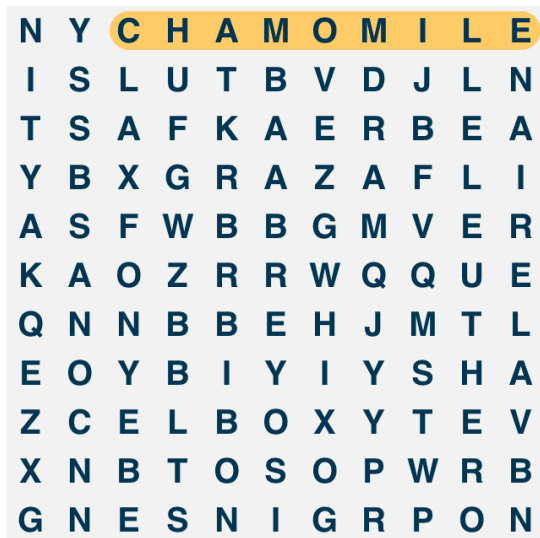 N Y C H A M O M I L E
I S L U T B V D J L N
T S A F K A E R B E A
Y B X G R A Z A F L I
A S F W B B G M V E R
K A O Z R R W Q Q U E
Q N N B B E H J M T L
E O Y B I Y I Y S H A
Z C E L B O X Y T E V
X N B T O S O P W R B
G N E S N I G R P O N